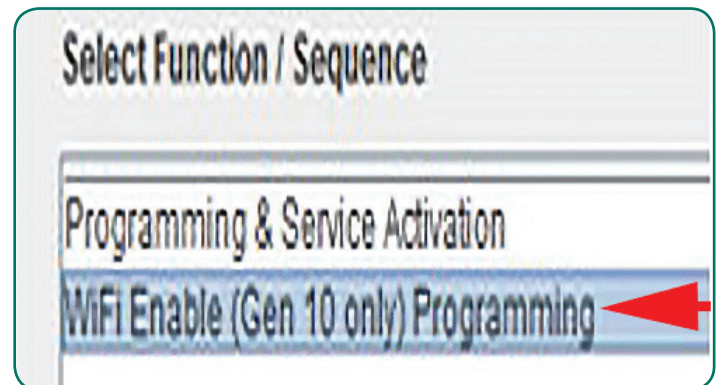 Select Function / Sequence
Programming & Service Activation
WiFi Enable (Gen 10 only) Programming